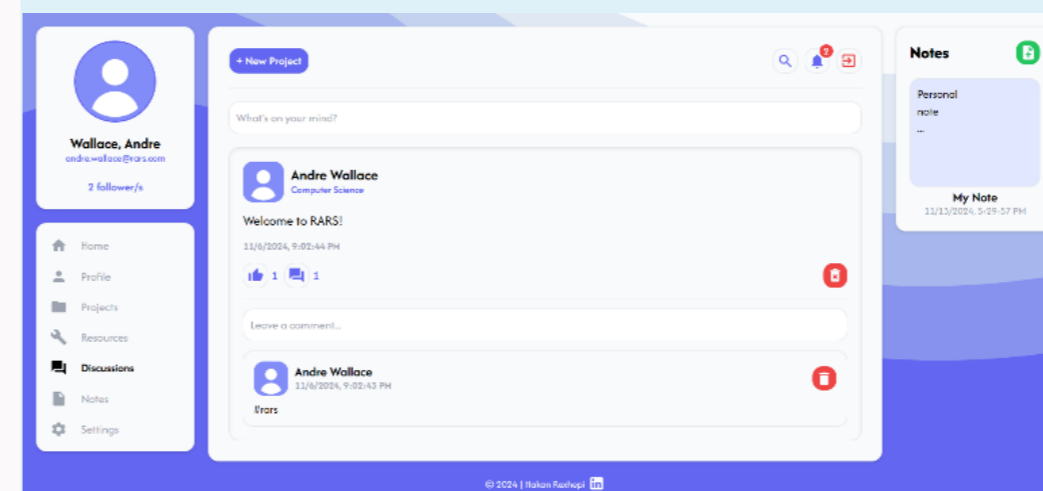 Wallace, Andre
andre.wallace@rars.com
2 follower/s
Home
Profile
Projects
Resources
Discussions
Notes
Settings
+ New Project
What's on your mind?
Andre Wallace
Computer Science
Welcome to RARS!
11/6/2024, 9:02:44 PM
1 1
Leave a comment...
Andre Wallace
11/6/2024, 9:02:43 PM
Notes
Personal
note
...
My Note
11/13/2024, 5:29:57 PM
© 2024 | Hakan
in